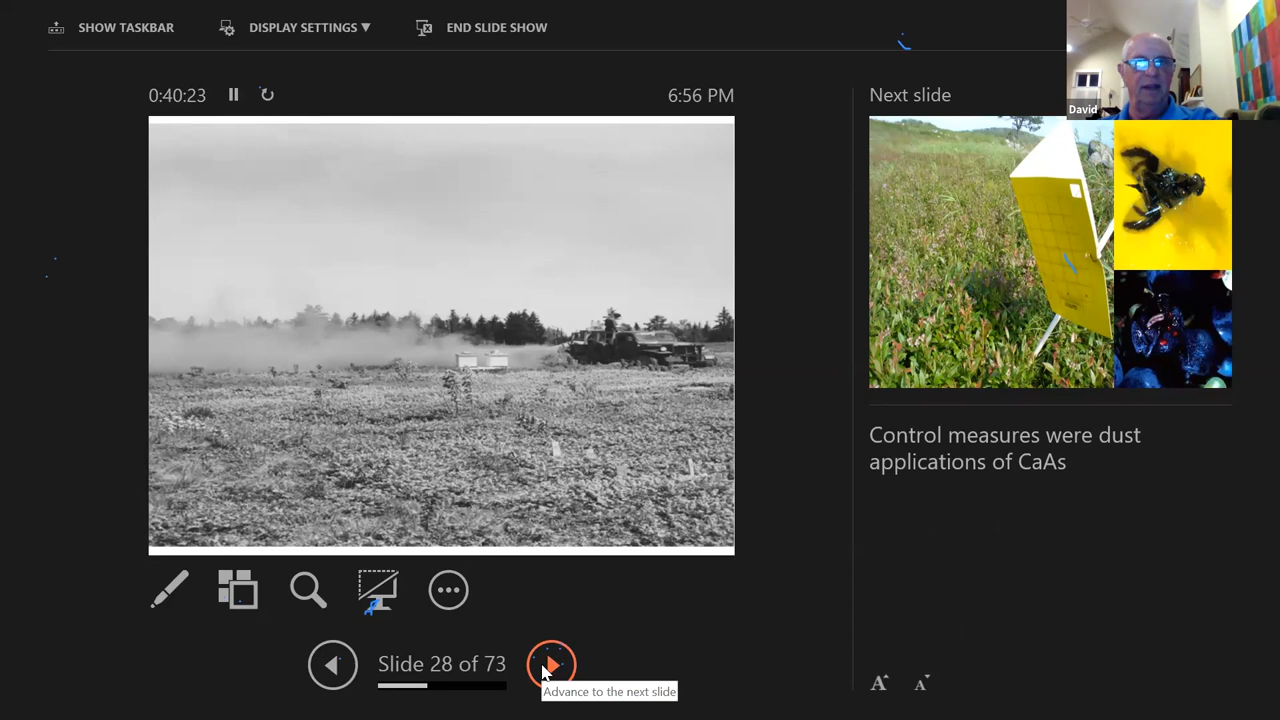 SHOW TASKBAR
DISPLAY SETTINGS ▼
END SLIDE SHOW
0:40:23
6:56 PM
Next slide
David
Control measures were dust
applications of CaAs
Slide 28 of 73
Advance to the next slide
A A